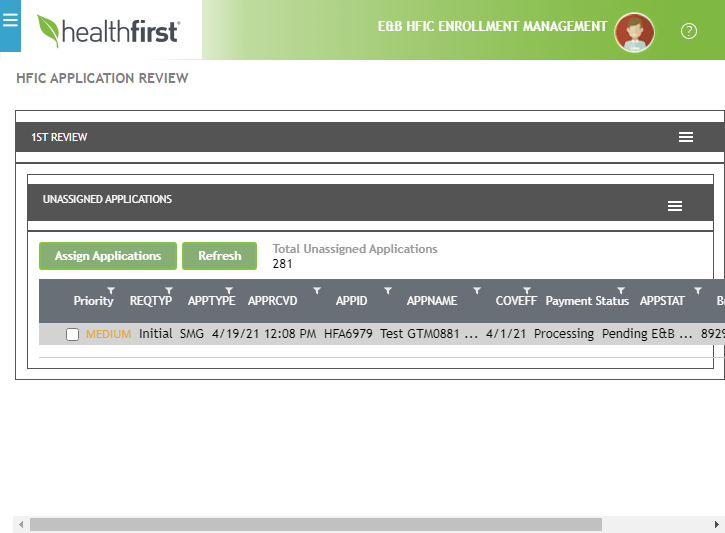 healthfirst
E&B HFIC ENROLLMENT MANAGEMENT
?
HFIC APPLICATION REVIEW
1ST REVIEW
UNASSIGNED APPLICATIONS
Assign Applications Refresh Total Unassigned Applications
281
Priority REQTYP APPTYPE APPRCVD APPID APPNAME COVEFF Payment Status APPSTAT
MEDIUM Initial SMG 4/19/21 12:08 PM HFA6979 Test GTM0881 ... 4/1/21 Processing Pending E&B ... 8929